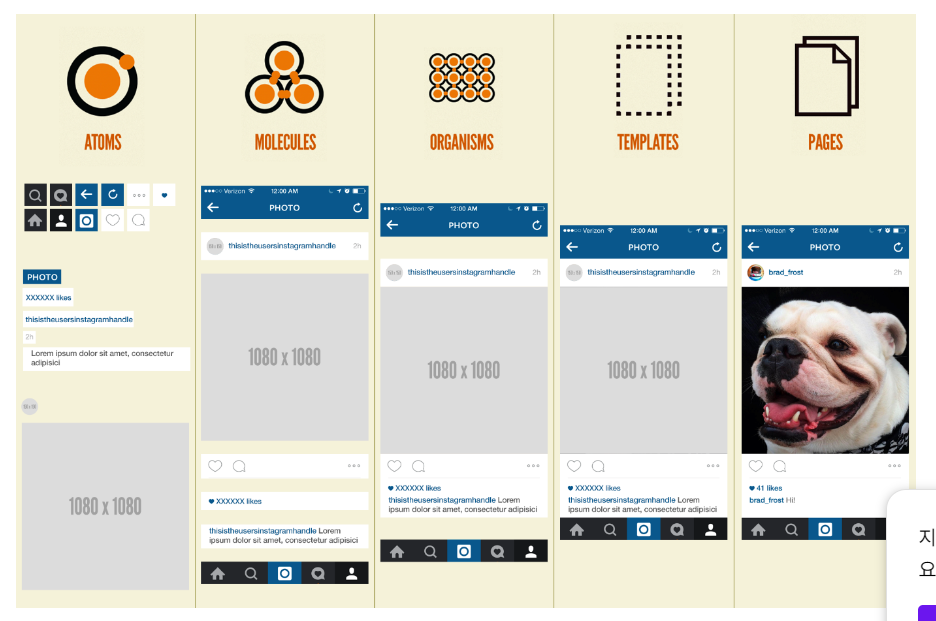 ATOMS
PHOTO
XXXXXX likes
thisistheusersinstagramhandle
2h
Lorem ipsum dolor sit amet, consectetur
adipisici
1080 x 1080
MOLECULES
Verizon 12:00 AM
PHOTO
thisistheusersinstagramhandle 2h
1080 x 1080
XXXXXX likes
thisistheusersinstagramhandle Lorem
ipsum dolor sit amet, consectetur adipisici
ORGANISMS
Verizon 12:00 AM
PHOTO
thisistheusersinstagramhandle 2h
1080 x 1080
XXXXXX likes
thisistheusersinstagramhandle Lorem
ipsum dolor sit amet, consectetur adipisici
TEMPLATES
Verizon 12:00 AM
PHOTO
thisistheusersinstagramhandle 2h
1080 x 1080
XXXXXX likes
thisistheusersinstagramhandle Lorem
ipsum dolor sit amet, consectetur adipisici
PAGES
Verizon 12:00 AM
PHOTO
brad_frost 2h
41 likes
brad_frost Hi!
지
요